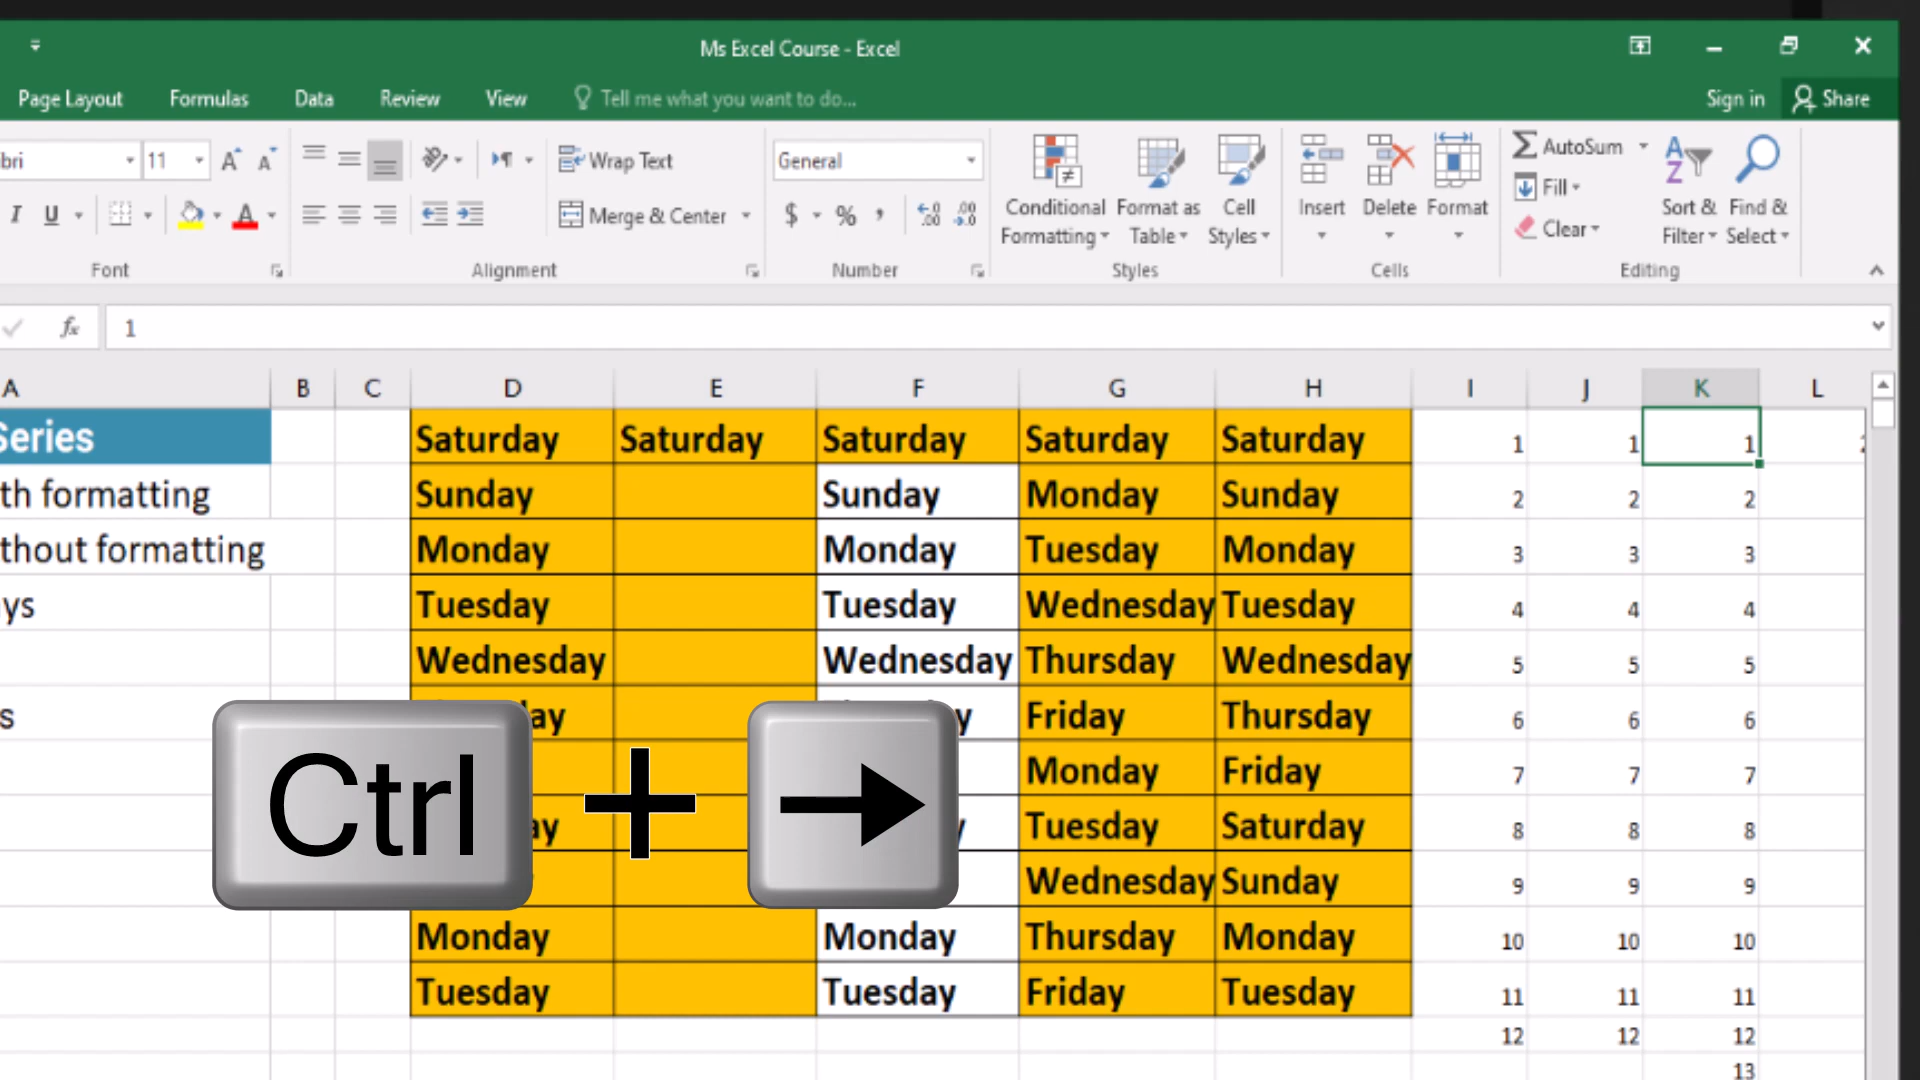 Ms Excel Course - Excel
Page Layout Formulas Data Review View Tell me what you want to do... Sign in Share
11 Wrap Text General AutoSum
Fill
Clear
I U Merge & Center $ % , Conditional Formatting Format as Table Cell Styles Insert Delete Format Sort & Filter Find & Select
Font Alignment Number Styles Cells Editing
fx 1
A B C D E F G H I J K L
Series Saturday Saturday Saturday Saturday Saturday 1 1 1
th formatting Sunday Sunday Monday Sunday 2 2 2
thout formatting Monday Monday Tuesday Monday 3 3 3
ys Tuesday Tuesday Wednesday Tuesday 4 4 4
Wednesday Wednesday Thursday Wednesday 5 5 5
s ay y Friday Thursday 6 6 6
Monday Friday 7 7 7
ay Tuesday Saturday 8 8 8
Wednesday Sunday 9 9 9
Ctrl + →
Monday Monday Thursday Monday 10 10 10
Tuesday Tuesday Friday Tuesday 11 11 11
12 12 12
13